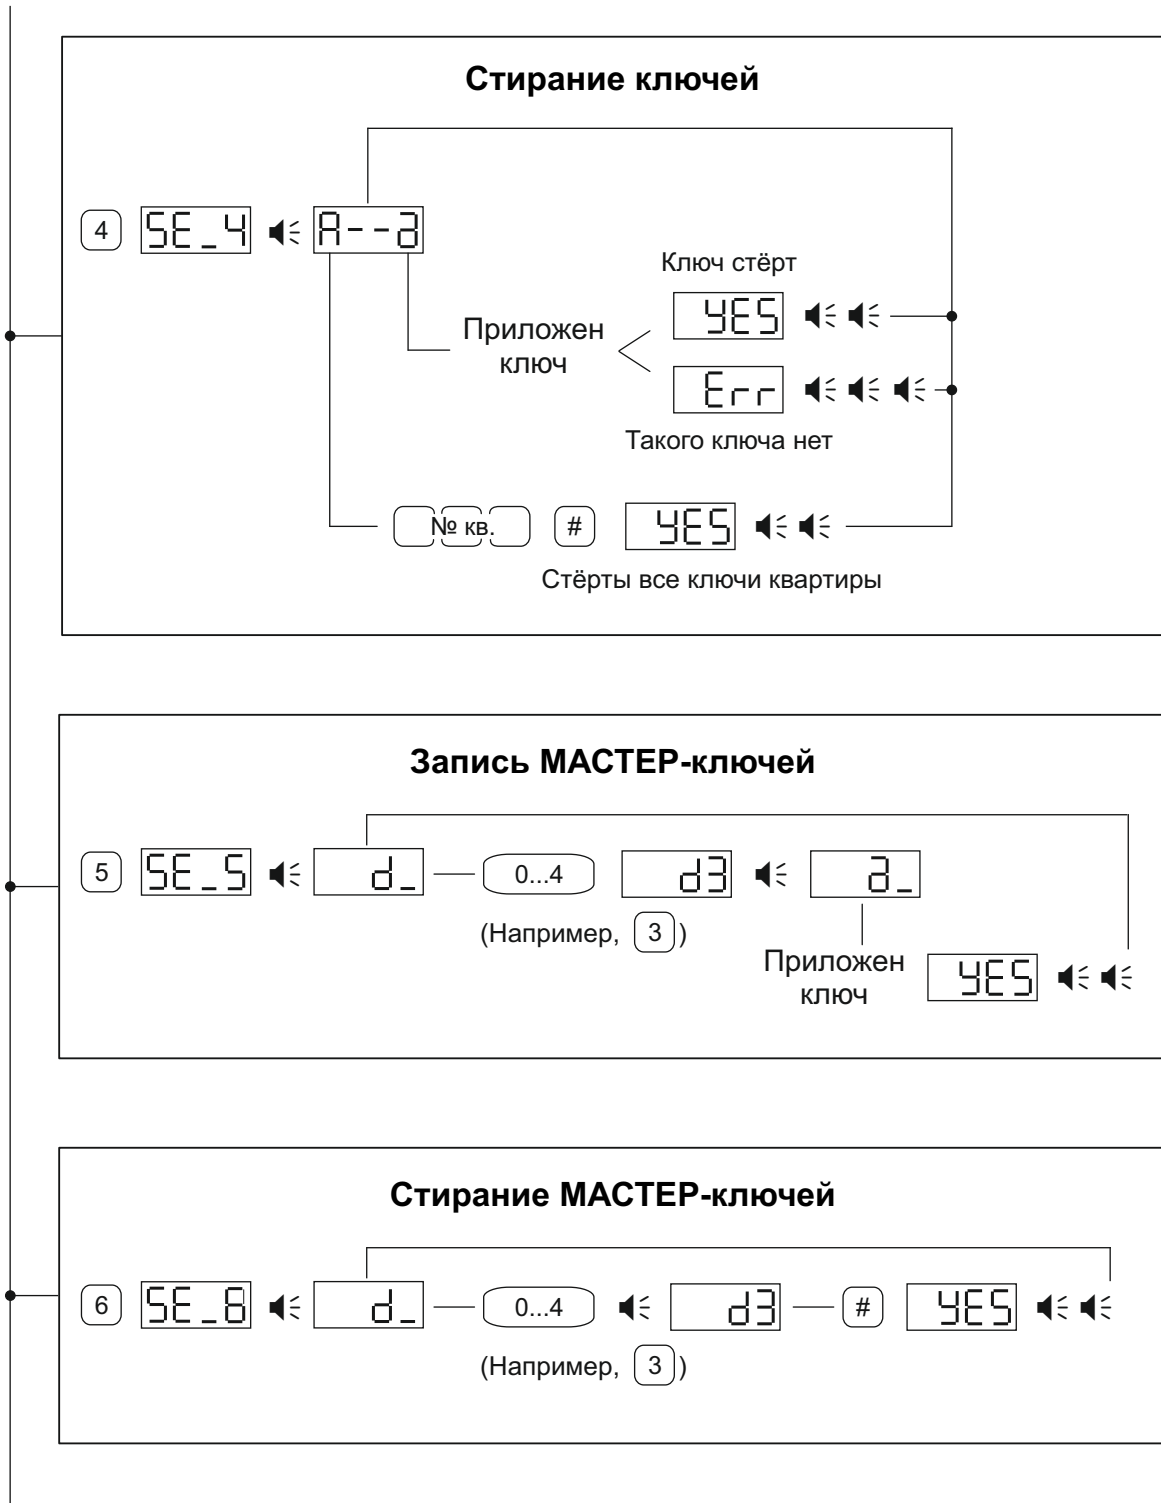 Стирание ключей
4 SE_4 A--a
Ключ стёрт
YES
Приложен
ключ
Err
Такого ключа нет
№ кв. # YES
Стёрты все ключи квартиры
Запись МАСТЕР-ключей
5 SE_5 d_ 0...4 d3 a_
(Например, 3)
Приложен
ключ
YES
Стирание МАСТЕР-ключей
6 SE_6 d_ 0...4 d3 # YES
(Например, 3)